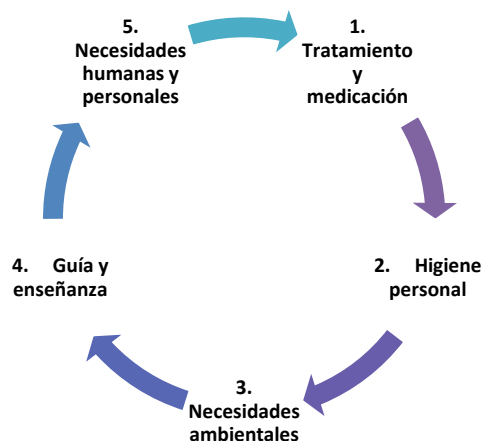 1.
Tratamiento
y
medicación
2. Higiene
personal
3.
Necesidades
ambientales
4. Guía y
enseñanza
5.
Necesidades
humanas y
personales